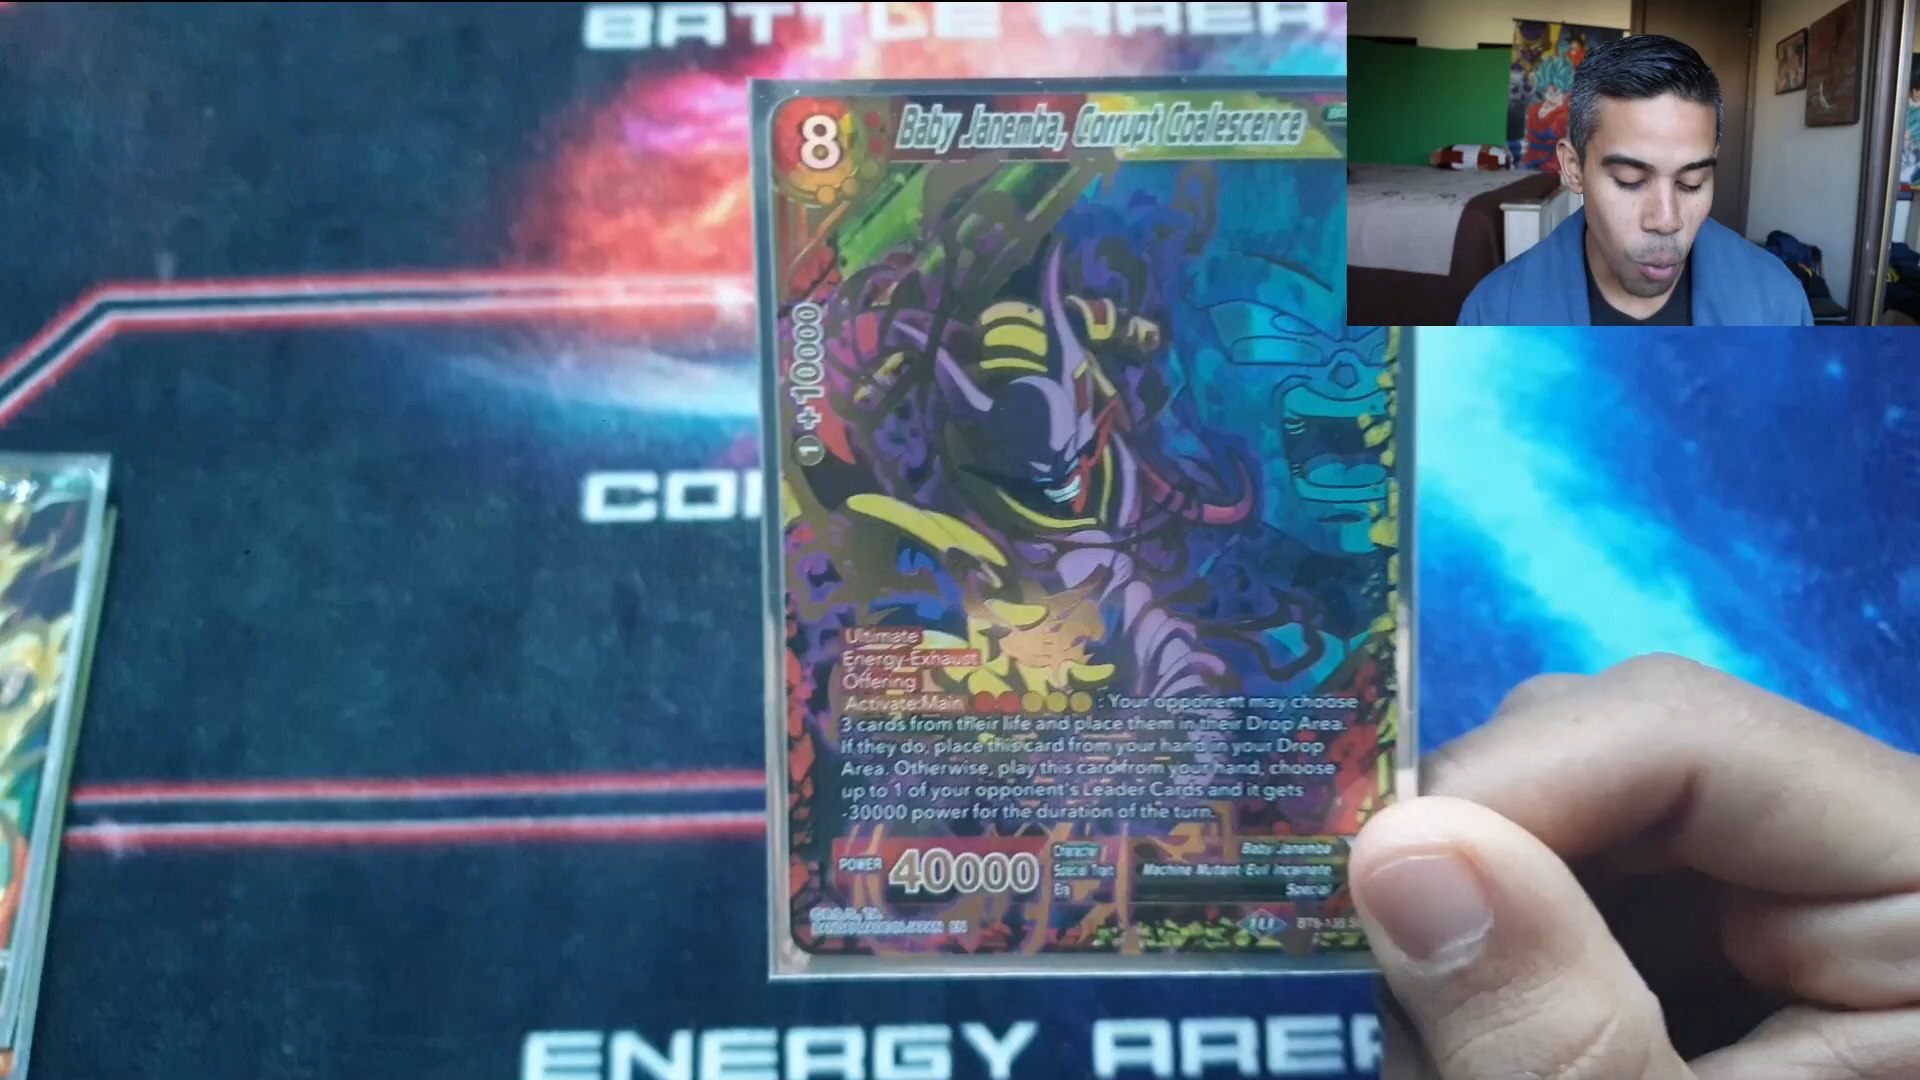 BATTLE AREA
8
Baby Janemba, Corrupt Coalescence
1 +10000
Ultimate
Energy-Exhaust
Offering
Activate:Main : Your opponent may choose
3 cards from their life and place them in their Drop Area.
If they do, place this card from your hand in your Drop
Area. Otherwise, play this card from your hand, choose
up to 1 of your opponent's Leader Cards and it gets
-30000 power for the duration of the turn.
POWER 40000
Character Baby Janemba
Special Trait Machine Mutant Evil Incarnate
Era Special
ENERGY AREA